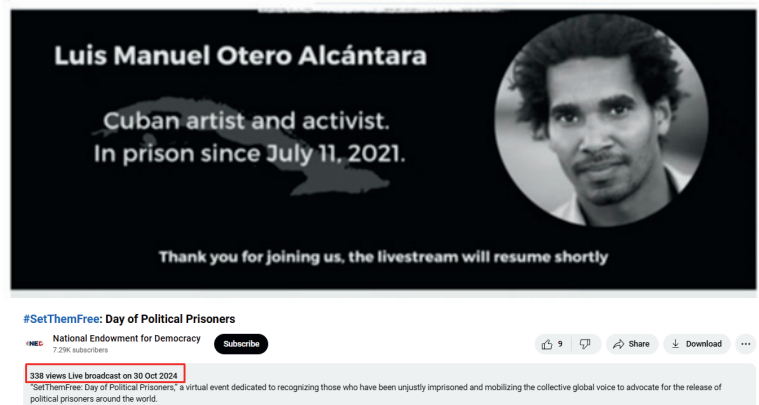 Luis Manuel Otero Alcántara
Cuban artist and activist.
In prison since July 11, 2021.
Thank you for joining us, the livestream will resume shortly
#SetThemFree: Day of Political Prisoners
NED
National Endowment for Democracy
7.29K subscribers
Subscribe
9
Share
Download
338 views Live broadcast on 30 Oct 2024
"SetThemFree: Day of Political Prisoners," a virtual event dedicated to recognizing those who have been unjustly imprisoned and mobilizing the collective global voice to advocate for the release of
political prisoners around the world.